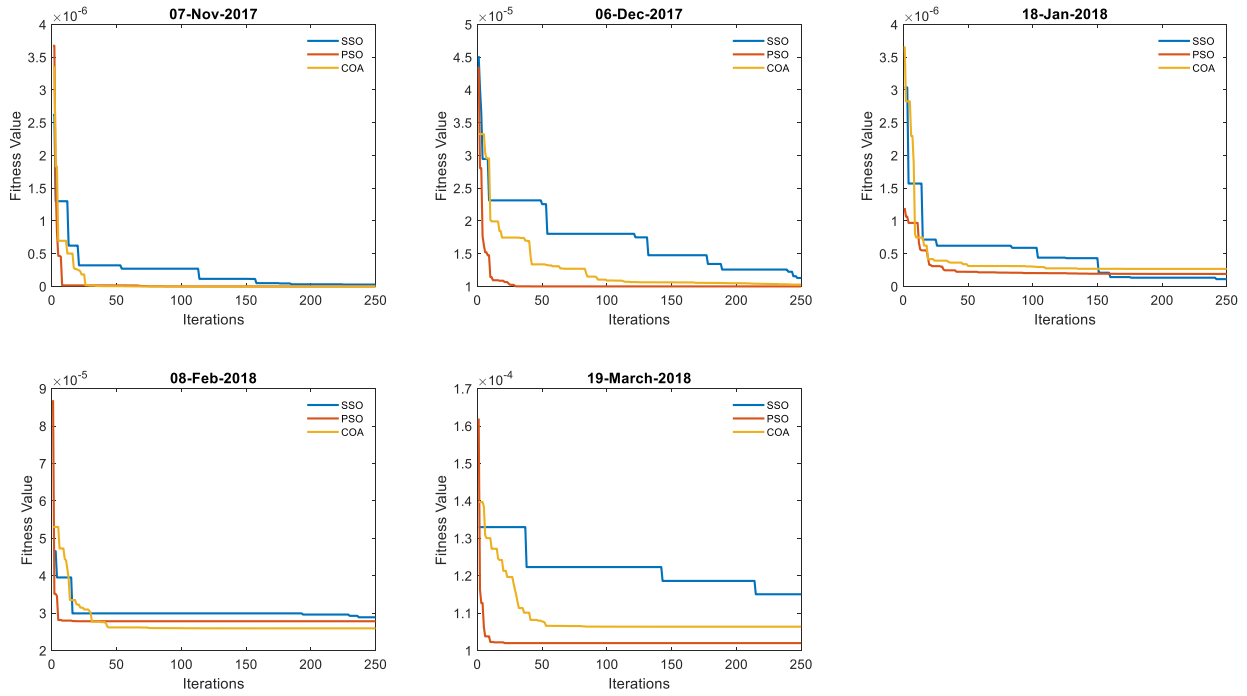 07-Nov-2017
×10⁻⁶
4
3.5
3
2.5
2
1.5
1
0.5
0
Fitness Value
0 50 100 150 200 250
Iterations
SSO
PSO
COA
06-Dec-2017
×10⁻⁵
5
4.5
4
3.5
3
2.5
2
1.5
1
Fitness Value
0 50 100 150 200 250
Iterations
SSO
PSO
COA
18-Jan-2018
×10⁻⁶
4
3.5
3
2.5
2
1.5
1
0.5
0
Fitness Value
0 50 100 150 200 250
Iterations
SSO
PSO
COA
08-Feb-2018
×10⁻⁵
9
8
7
6
5
4
3
2
Fitness Value
0 50 100 150 200 250
Iterations
SSO
PSO
COA
19-March-2018
×10⁻⁴
1.7
1.6
1.5
1.4
1.3
1.2
1.1
1
Fitness Value
0 50 100 150 200 250
Iterations
SSO
PSO
COA